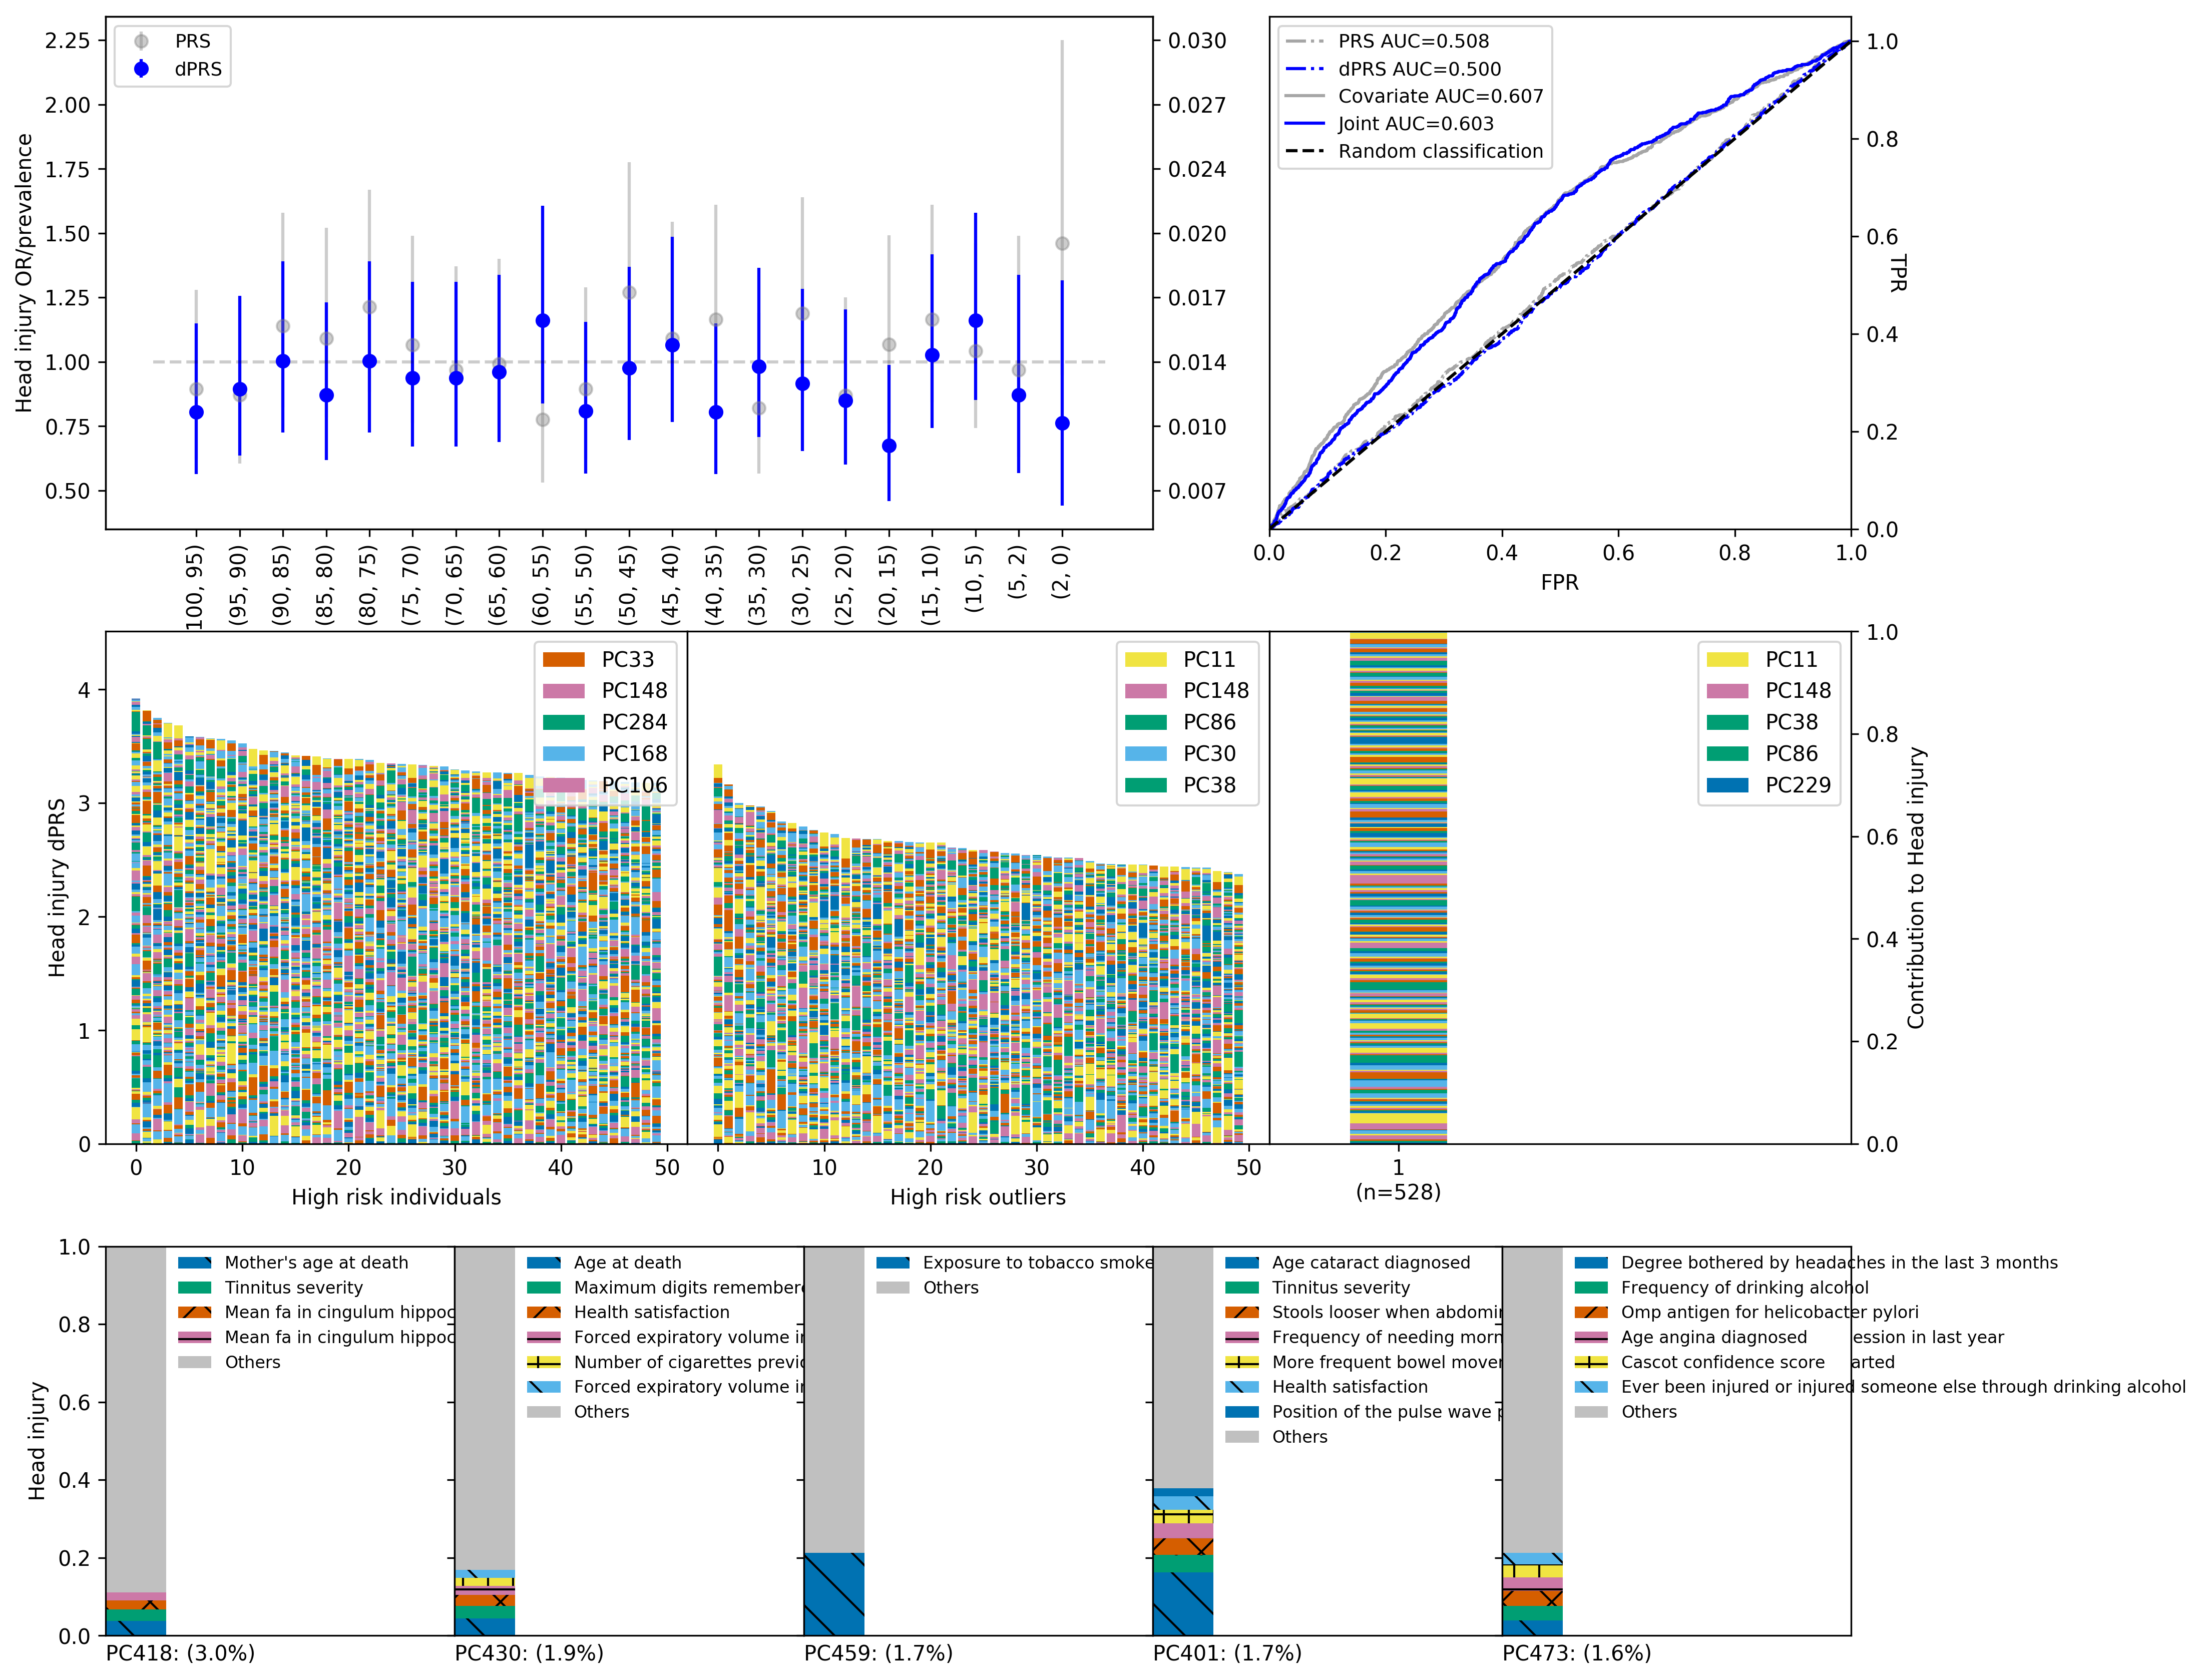 PRS
dPRS
2.25
2.00
1.75
1.50
1.25
1.00
0.75
0.50
Head injury OR/prevalence
0.030
0.027
0.024
0.020
0.017
0.014
0.010
0.007
100, 95)
(95, 90)
(90, 85)
(85, 80)
(80, 75)
(75, 70)
(70, 65)
(65, 60)
(60, 55)
(55, 50)
(50, 45)
(45, 40)
(40, 35)
(35, 30)
(30, 25)
(25, 20)
(20, 15)
(15, 10)
(10, 5)
(5, 2)
(2, 0)
PRS AUC=0.508
dPRS AUC=0.500
Covariate AUC=0.607
Joint AUC=0.603
Random classification
1.0
0.8
0.6
0.4
0.2
0.0
TPR
0.0 0.2 0.4 0.6 0.8 1.0
FPR
Head injury dPRS
4
3
2
1
0
PC33
PC148
PC284
PC168
PC106
0 10 20 30 40 50
High risk individuals
PC11
PC148
PC86
PC30
PC38
0 10 20 30 40 50
High risk outliers
PC11
PC148
PC38
PC86
PC229
1
(n=528)
1.0
0.8
0.6
0.4
0.2
0.0
Contribution to Head injury
Head injury
1.0
0.8
0.6
0.4
0.2
0.0
Mother's age at death
Tinnitus severity
Mean fa in cingulum hippoc
Mean fa in cingulum hippoc
Others
PC418: (3.0%)
Age at death
Maximum digits remembere
Health satisfaction
Forced expiratory volume in
Number of cigarettes previo
Forced expiratory volume in
Others
PC430: (1.9%)
Exposure to tobacco smoke
Others
PC459: (1.7%)
Age cataract diagnosed
Tinnitus severity
Stools looser when abdomin
Frequency of needing morn
More frequent bowel mover
Health satisfaction
Position of the pulse wave p
Others
PC401: (1.7%)
Degree bothered by headaches in the last 3 months
Frequency of drinking alcohol
Omp antigen for helicobacter pylori
Age angina diagnosed ession in last year
Cascot confidence score arted
Ever been injured or injured someone else through drinking alcohol
Others
PC473: (1.6%)